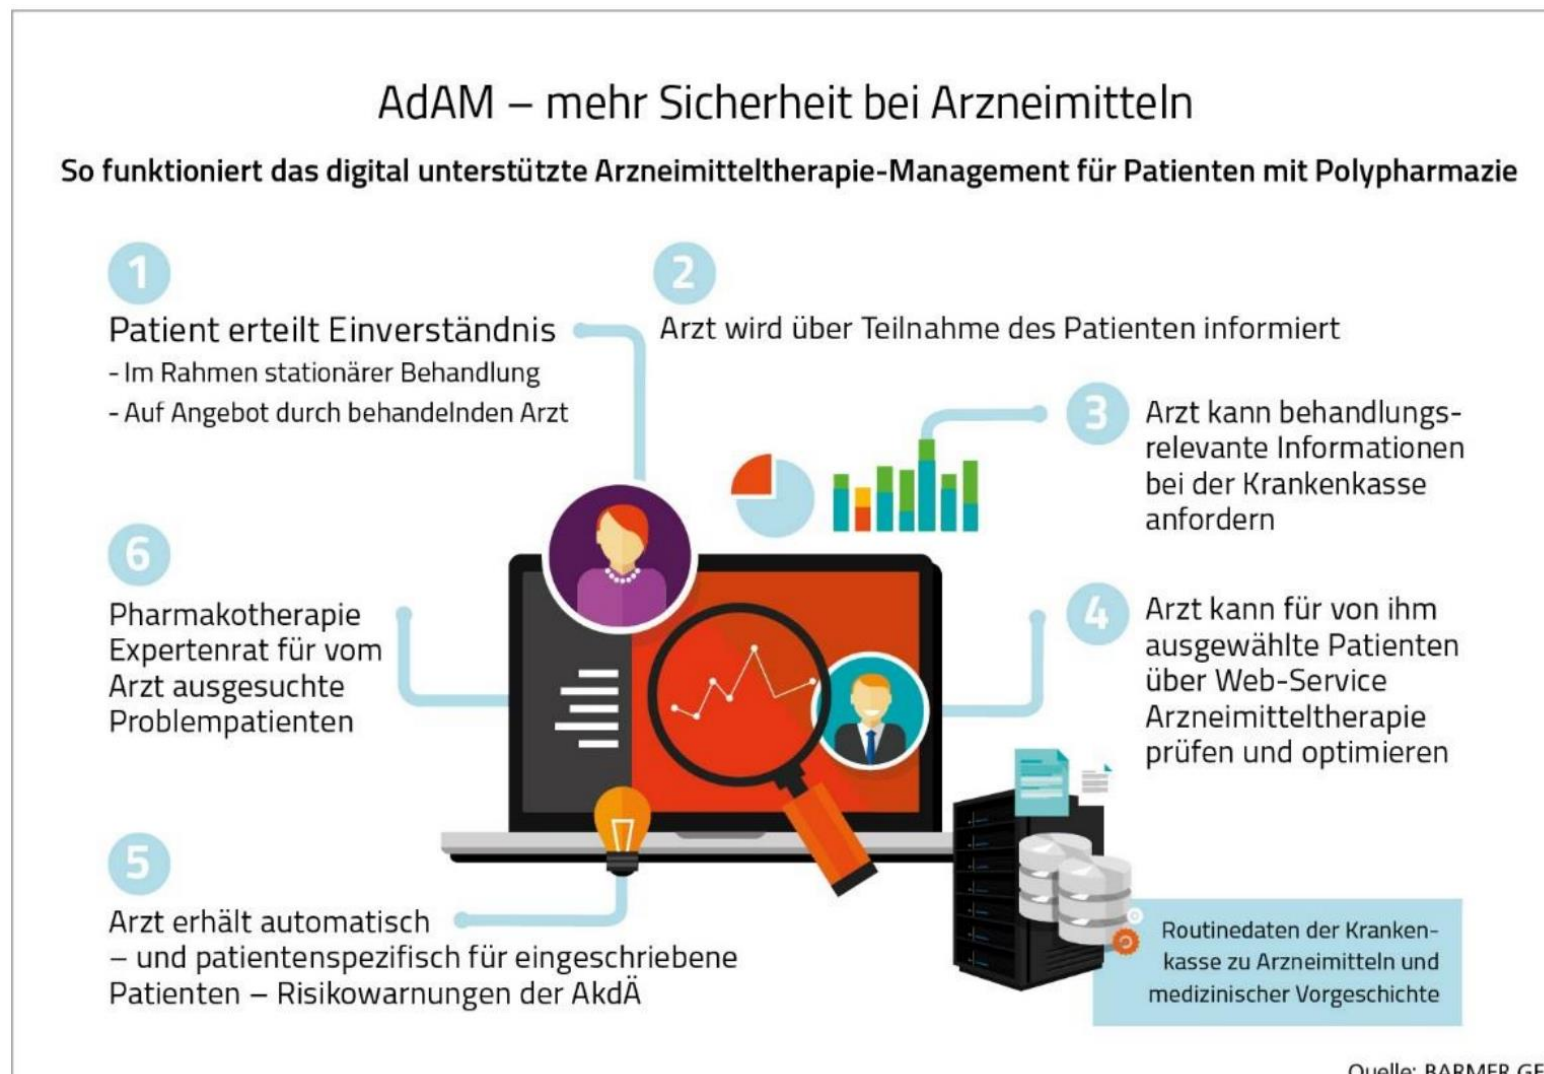 AdAM – mehr Sicherheit bei Arzneimitteln
So funktioniert das digital unterstützte Arzneimitteltherapie-Management für Patienten mit Polypharmazie
1
Patient erteilt Einverständnis
- Im Rahmen stationärer Behandlung
- Auf Angebot durch behandelnden Arzt
2
Arzt wird über Teilnahme des Patienten informiert
3
Arzt kann behandlungs-
relevante Informationen
bei der Krankenkasse
anfordern
4
Arzt kann für von ihm
ausgewählte Patienten
über Web-Service
Arzneimitteltherapie
prüfen und optimieren
5
Arzt erhält automatisch
– und patientenspezifisch für eingeschriebene
Patienten – Risikowarnungen der AkdÄ
6
Pharmakotherapie
Expertenrat für vom
Arzt ausgesuchte
Problempatienten
Routinedaten der Kranken-
kasse zu Arzneimitteln und
medizinischer Vorgeschichte
Quelle: BARMER